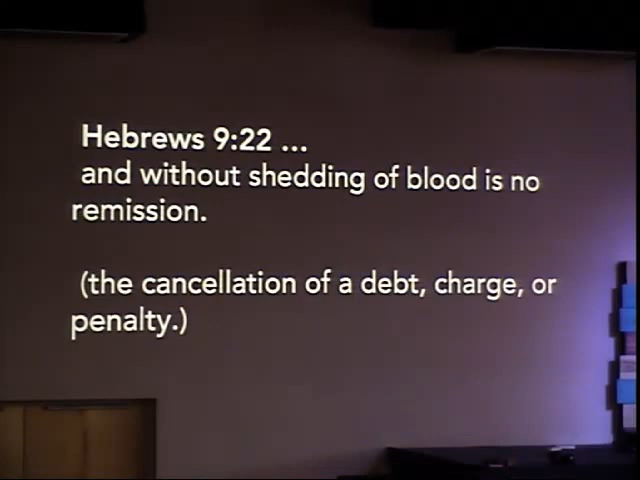 Hebrews 9:22 ...
and without shedding of blood is no
remission.
(the cancellation of a debt, charge, or
penalty.)